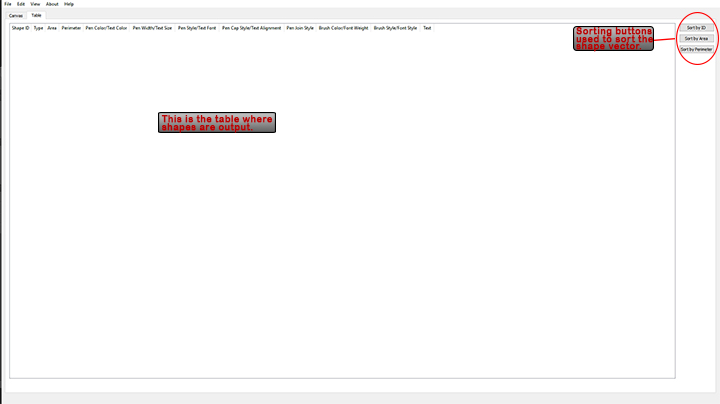 File Edit View About Help
Canvas Table
Shape ID Type Area Perimeter Pen Color/Text Color Pen Width/Text Size Pen Style/Text Font Pen Cap Style/Text Alignment Pen Join Style Brush Color/Font Weight Brush Style/Font Style Text
Sorting buttons
used to sort the
shape vector.
Sort by ID
Sort by Area
Sort by Perimeter
This is the table where
shapes are output.